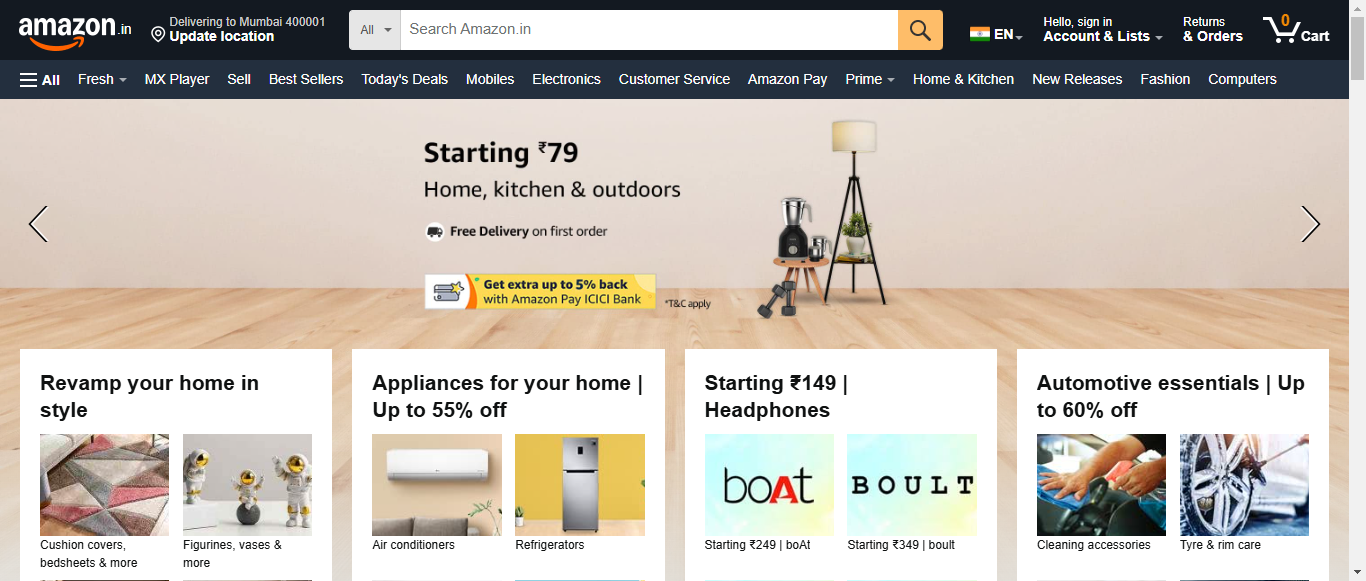 amazon.in
Delivering to Mumbai 400001
Update location
All
Search Amazon.in
EN
Hello, sign in
Account & Lists
Returns
& Orders
0
Cart
All
Fresh
MX Player
Sell
Best Sellers
Today's Deals
Mobiles
Electronics
Customer Service
Amazon Pay
Prime
Home & Kitchen
New Releases
Fashion
Computers
Starting ₹79
Home, kitchen & outdoors
Free Delivery on first order
Get extra up to 5% back
with Amazon Pay ICICI Bank
*T&C apply
Revamp your home in
style
Cushion covers,
bedsheets & more
Figurines, vases &
more
Appliances for your home |
Up to 55% off
Air conditioners
Refrigerators
Starting ₹149 |
Headphones
boAt
BOULT
Starting ₹249 | boAt
Starting ₹349 | boult
Automotive essentials | Up
to 60% off
Cleaning accessories
Tyre & rim care